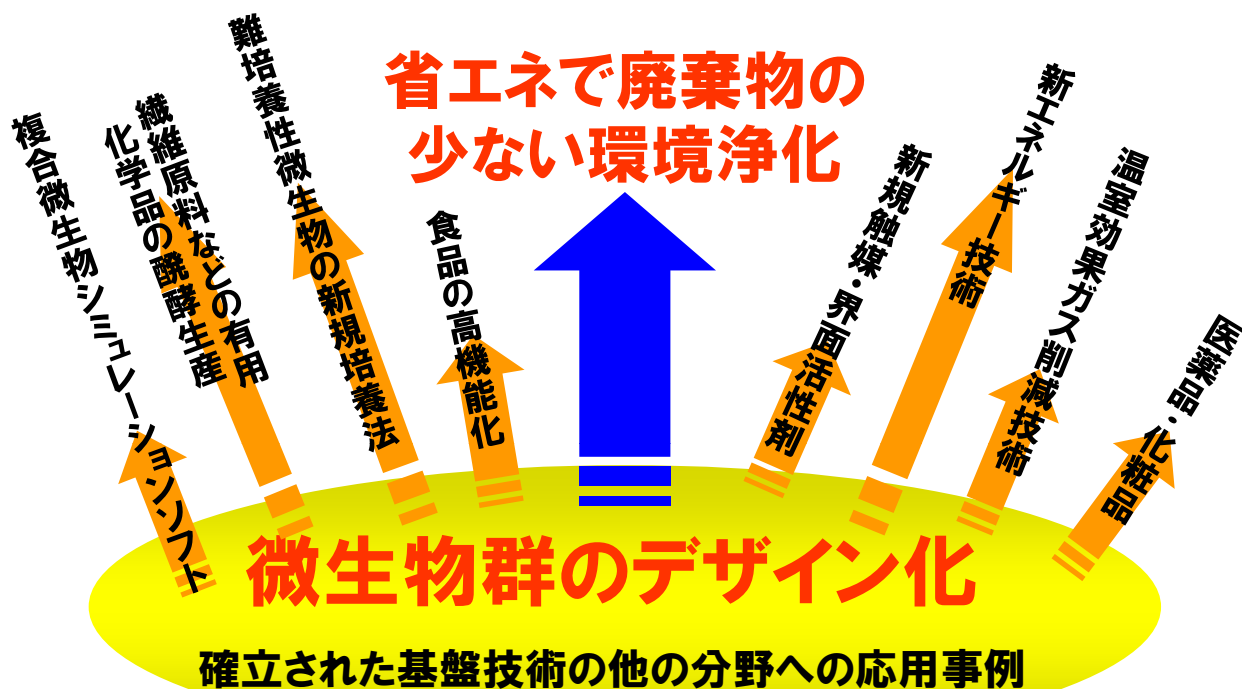 省エネで廃棄物の
少ない環境浄化
複合微生物シミュレーションソフト
繊維原料などの有用
化学品の醗酵生産
難培養性微生物の新規培養法
食品の高機能化
新規触媒・界面活性剤
新エネルギー技術
温室効果ガス削減技術
医薬品・化粧品
微生物群のデザイン化
確立された基盤技術の他の分野への応用事例